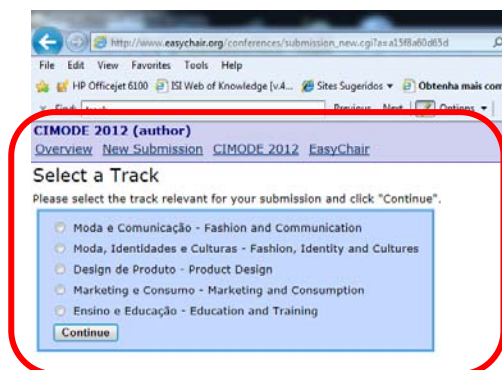 http://www.easychair.org/conferences/submission_new.cgi?a=a15f8a60d65d
File Edit View Favorites Tools Help
HP Officejet 6100 ISI Web of Knowledge [v.4... Sites Sugeridos Obtenha mais com
Find: Previous Next Options
CIMODE 2012 (author)
Overview New Submission CIMODE 2012 EasyChair
Select a Track
Please select the track relevant for your submission and click "Continue".
Moda e Comunicação - Fashion and Communication
Moda, Identidades e Culturas - Fashion, Identity and Cultures
Design de Produto - Product Design
Marketing e Consumo - Marketing and Consumption
Ensino e Educação - Education and Training
Continue